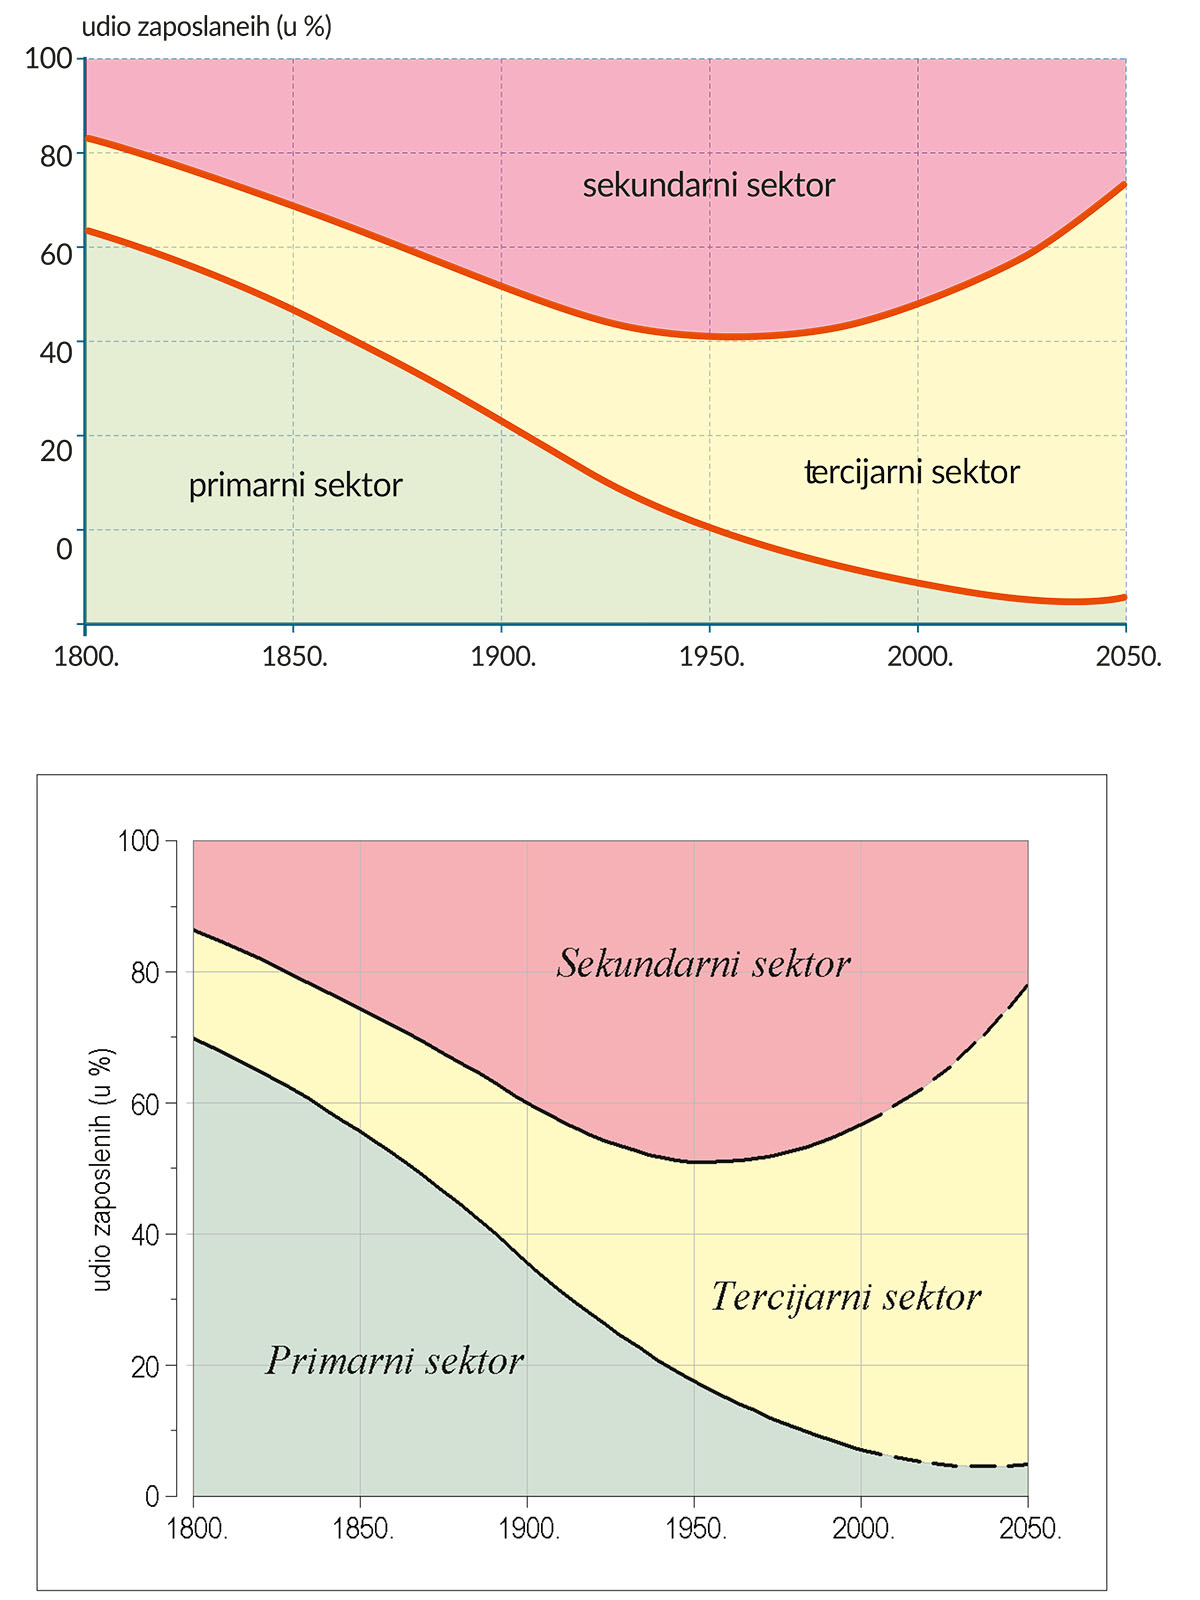 udio zaposlaneih (u %)
100
80
60
40
20
0
sekundarni sektor
tercijarni sektor
primarni sektor
1800. 1850. 1900. 1950. 2000. 2050.
udio zaposlenih (u %)
100
80
60
40
20
0
Sekundarni sektor
Tercijarni sektor
Primarni sektor
1800. 1850. 1900. 1950. 2000. 2050.